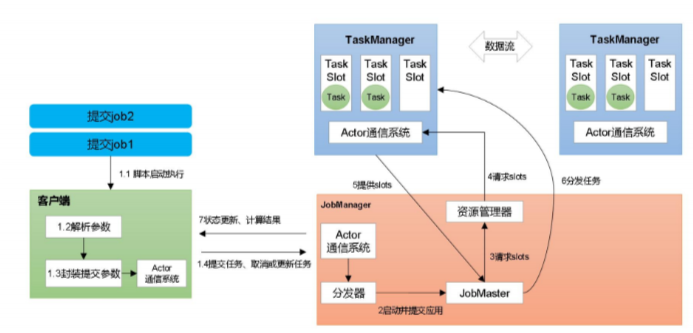 TaskManager
Task
Slot
Task
Task
Slot
Task
Task
Slot
Actor通信系统
数据流
TaskManager
Task
Slot
Task
Task
Slot
Task
Task
Slot
Actor通信系统
提交job2
提交job1
1.1 脚本启动执行
客户端
1.2解析参数
1.3封装提交参数
Actor
通信系统
7状态更新、计算结果
1.4提交任务、取消或更新任务
5提供slots
4请求slots
6分发任务
JobManager
资源管理器
Actor
通信系统
3请求slots
分发器
2启动并提交应用
JobMaster